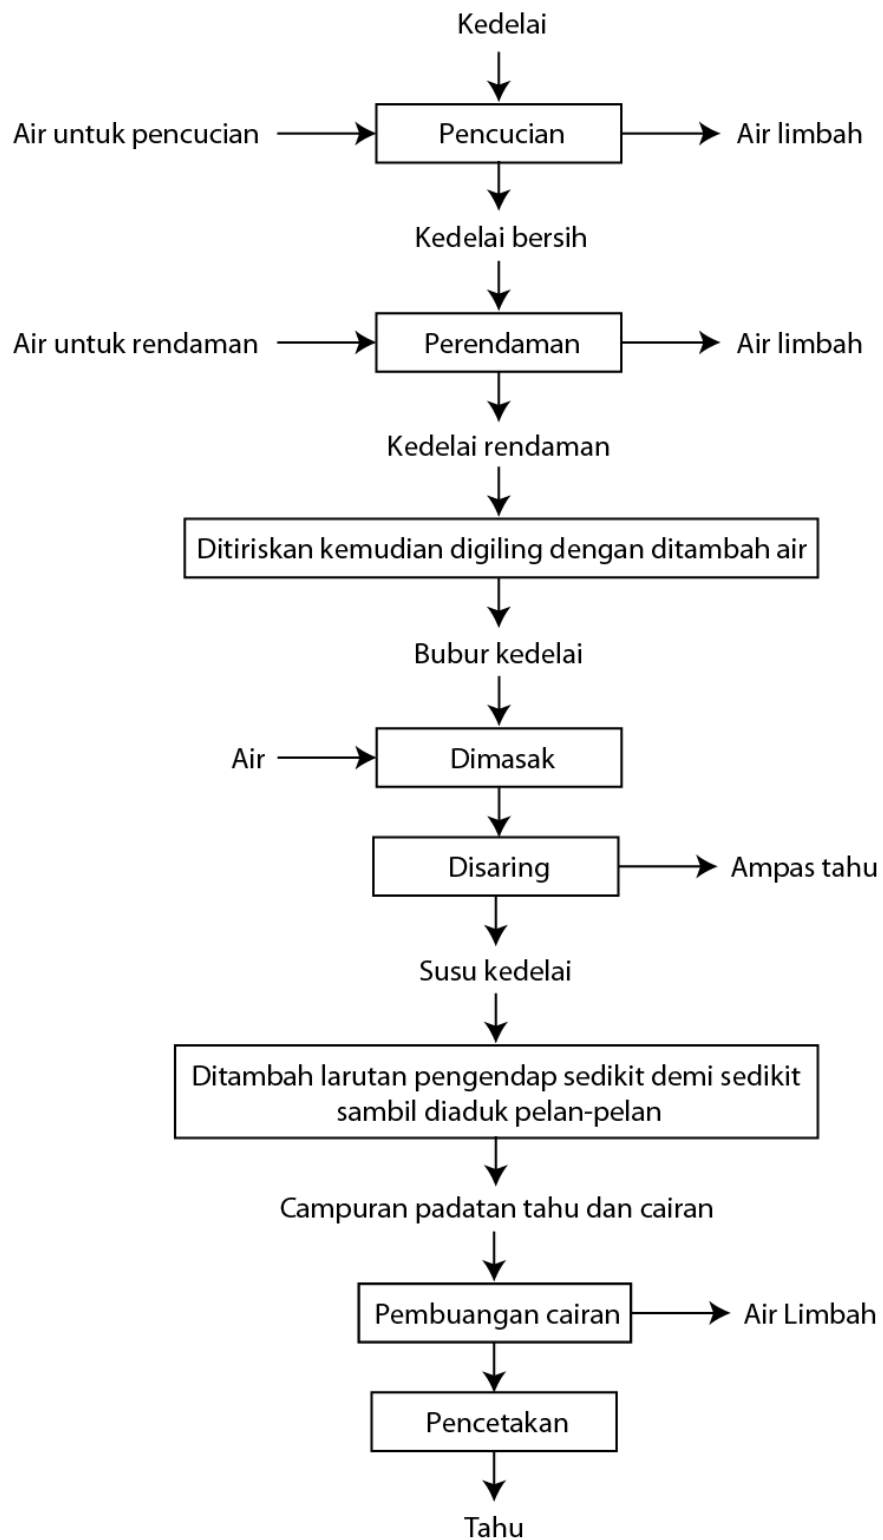 Kedelai
Air untuk pencucian
Pencucian
Air limbah
Kedelai bersih
Air untuk rendaman
Perendaman
Air limbah
Kedelai rendaman
Ditiriskan kemudian digiling dengan ditambah air
Bubur kedelai
Air
Dimasak
Disaring
Ampas tahu
Susu kedelai
Ditambah larutan pengendap sedikit demi sedikit
sambil diaduk pelan-pelan
Campuran padatan tahu dan cairan
Pembuangan cairan
Air Limbah
Pencetakan
Tahu